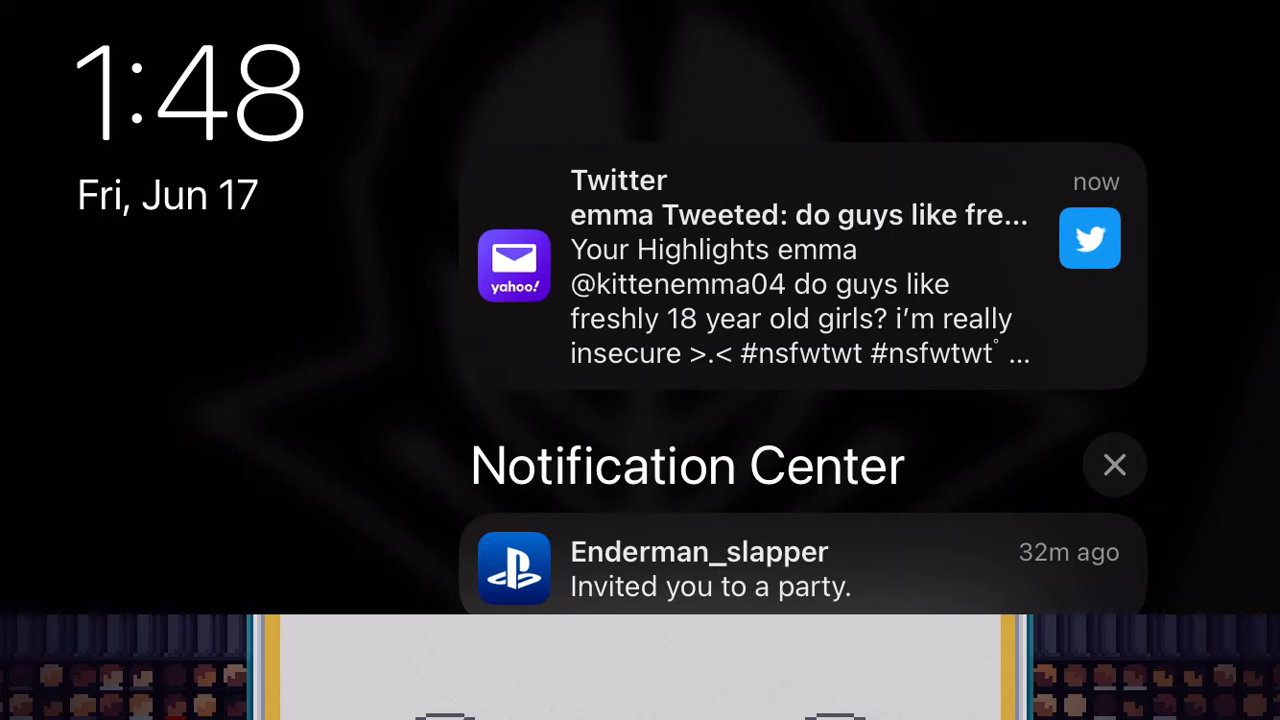 1:48
Fri, Jun 17
Twitter
now
emma Tweeted: do guys like fre...
Your Highlights emma
@kittenemma04 do guys like
freshly 18 year old girls? i'm really
insecure >.< #nsfwtwt #nsfwtwt° ...
yahoo!
Notification Center
Enderman_slapper
32m ago
Invited you to a party.